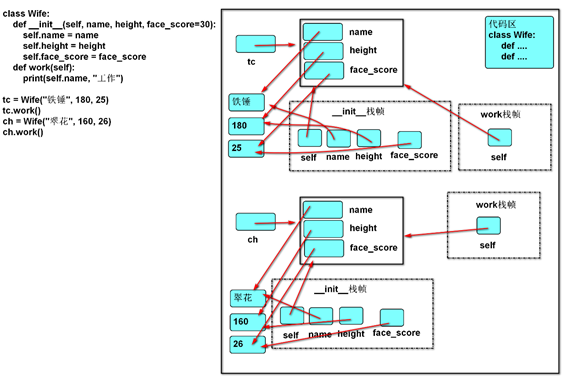 class Wife:
def __init__(self, name, height, face_score=30):
self.name = name
self.height = height
self.face_score = face_score
def work(self):
print(self.name, "工作")
tc = Wife("铁锤", 180, 25)
tc.work()
ch = Wife("翠花", 160, 26)
ch.work()
代码区
class Wife:
def ....
def ....
name
height
face_score
tc
铁锤
180
25
__init__栈帧
self
name
height
face_score
work栈帧
self
name
height
face_score
ch
work栈帧
self
翠花
160
26
__init__栈帧
self
name
height
face_score